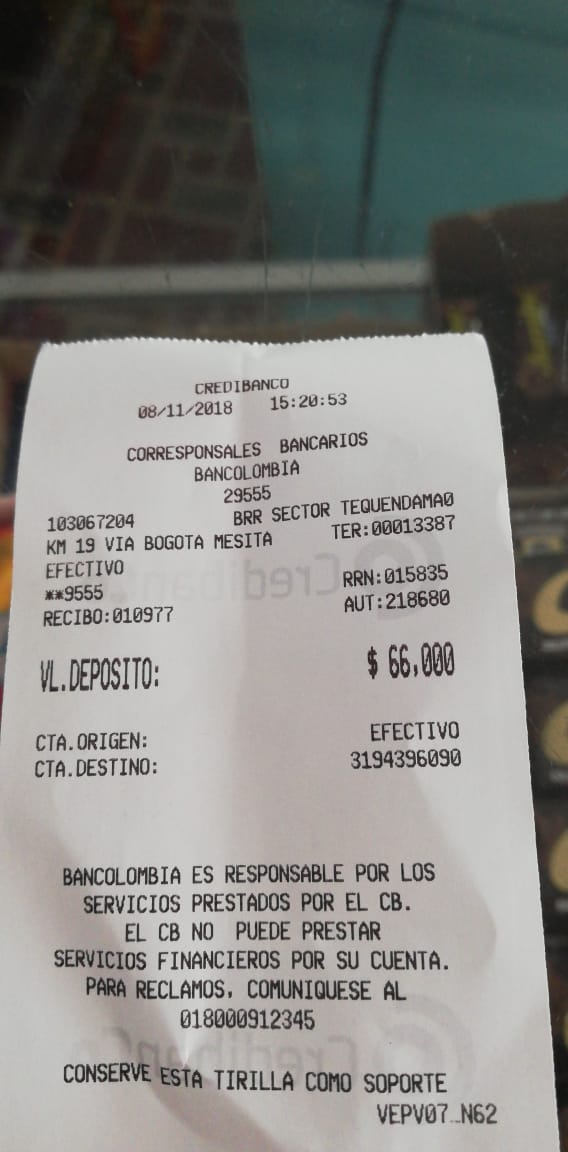 CREDIBANCO
08/11/2018 15:20:53
CORRESPONSALES BANCARIOS
BANCOLOMBIA
29555
103067204 BRR SECTOR TEQUENDAMA0
KM 19 VIA BOGOTA MESITA TER:00013387
EFECTIVO
**9555 RRN:015835
RECIBO:010977 AUT:218680
VL.DEPOSITO: $ 66,000
CTA.ORIGEN: EFECTIVO
CTA.DESTINO: 3194396090
BANCOLOMBIA ES RESPONSABLE POR LOS
SERVICIOS PRESTADOS POR EL CB.
EL CB NO PUEDE PRESTAR
SERVICIOS FINANCIEROS POR SU CUENTA.
PARA RECLAMOS, COMUNIQUESE AL
018000912345
CONSERVE ESTA TIRILLA COMO SOPORTE
VEPV07_N62